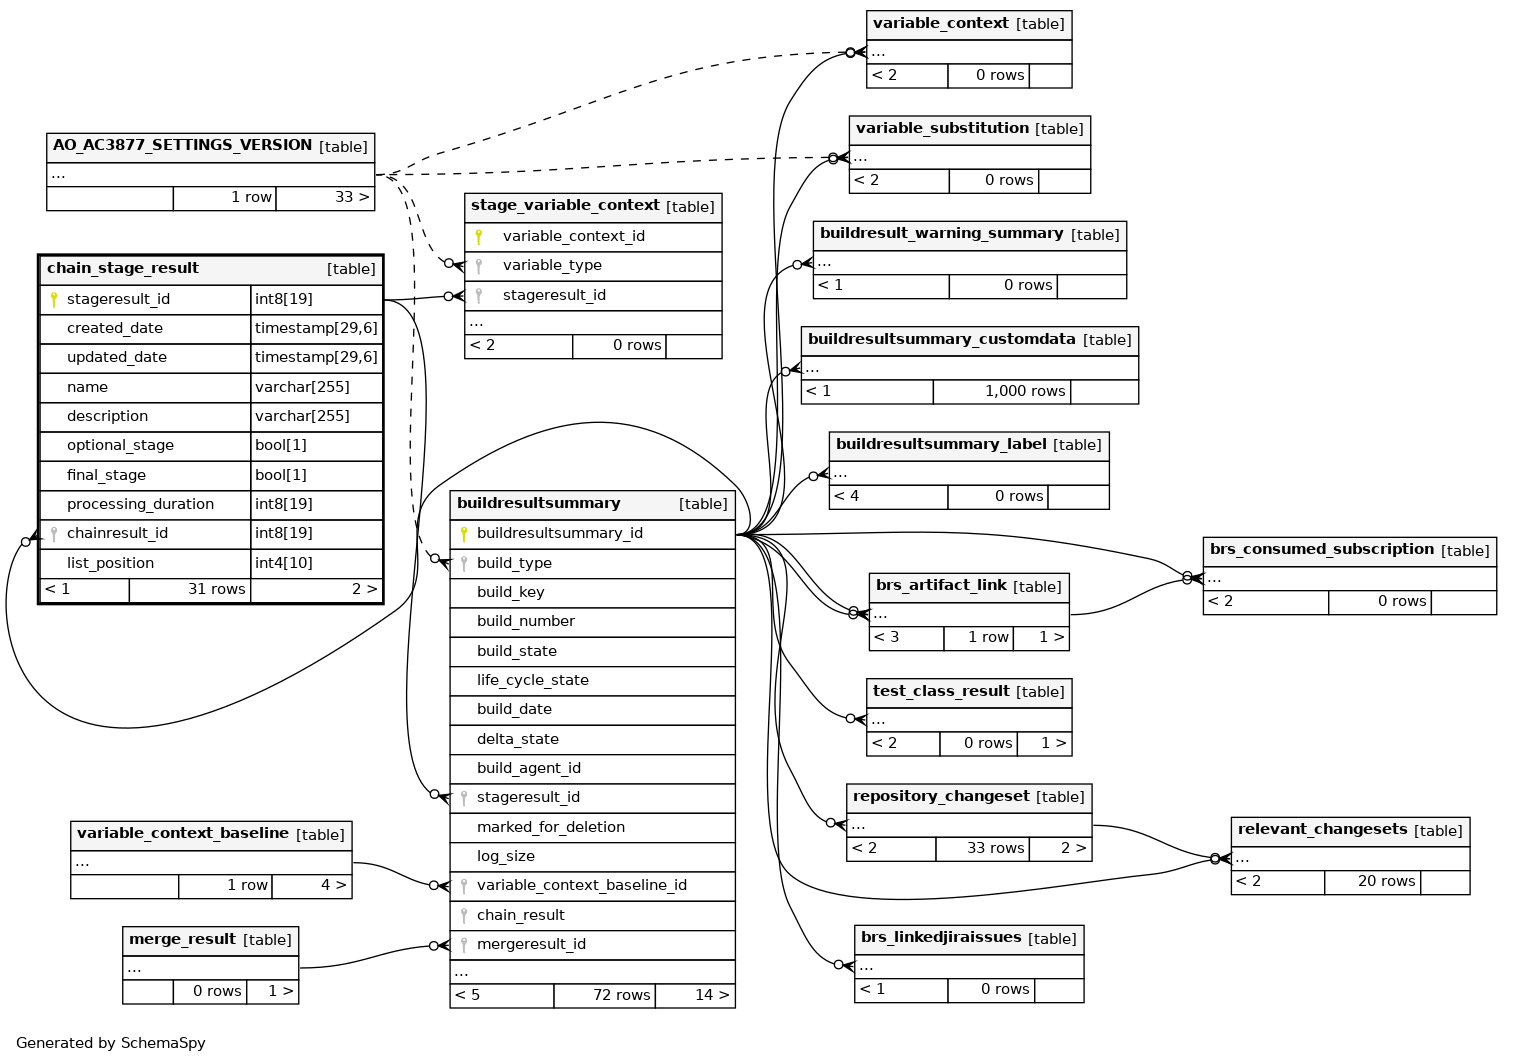 variable_context [table]
...
< 2 0 rows
variable_substitution [table]
...
< 2 0 rows
AO_AC3877_SETTINGS_VERSION [table]
...
1 row 33 >
stage_variable_context [table]
variable_context_id
variable_type
stageresult_id
...
< 2 0 rows
buildresult_warning_summary [table]
...
< 1 0 rows
chain_stage_result [table]
stageresult_id int8[19]
created_date timestamp[29,6]
updated_date timestamp[29,6]
name varchar[255]
description varchar[255]
optional_stage bool[1]
final_stage bool[1]
processing_duration int8[19]
chainresult_id int8[19]
list_position int4[10]
< 1 31 rows 2 >
buildresultsummary_customdata [table]
...
< 1 1,000 rows
buildresultsummary_label [table]
...
< 4 0 rows
buildresultsummary [table]
buildresultsummary_id
build_type
build_key
build_number
build_state
life_cycle_state
build_date
delta_state
build_agent_id
stageresult_id
marked_for_deletion
log_size
variable_context_baseline_id
chain_result
mergeresult_id
...
< 5 72 rows 14 >
brs_consumed_subscription [table]
...
< 2 0 rows
brs_artifact_link [table]
...
< 3 1 row 1 >
test_class_result [table]
...
< 2 0 rows 1 >
repository_changeset [table]
...
< 2 33 rows 2 >
relevant_changesets [table]
...
< 2 20 rows
variable_context_baseline [table]
...
1 row 4 >
merge_result [table]
...
0 rows 1 >
brs_linkedjiraissues [table]
...
< 1 0 rows
Generated by SchemaSpy